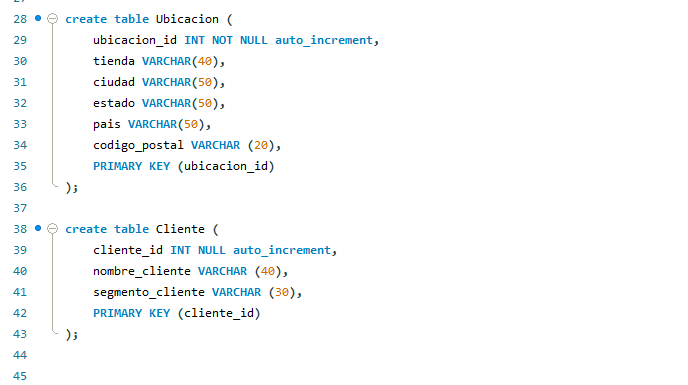 28 create table Ubicacion (
29 ubicacion_id INT NOT NULL auto_increment,
30 tienda VARCHAR(40),
31 ciudad VARCHAR(50),
32 estado VARCHAR(50),
33 pais VARCHAR(50),
34 codigo_postal VARCHAR (20),
35 PRIMARY KEY (ubicacion_id)
36 );
37
38 create table Cliente (
39 cliente_id INT NULL auto_increment,
40 nombre_cliente VARCHAR (40),
41 segmento_cliente VARCHAR (30),
42 PRIMARY KEY (cliente_id)
43 );
44
45